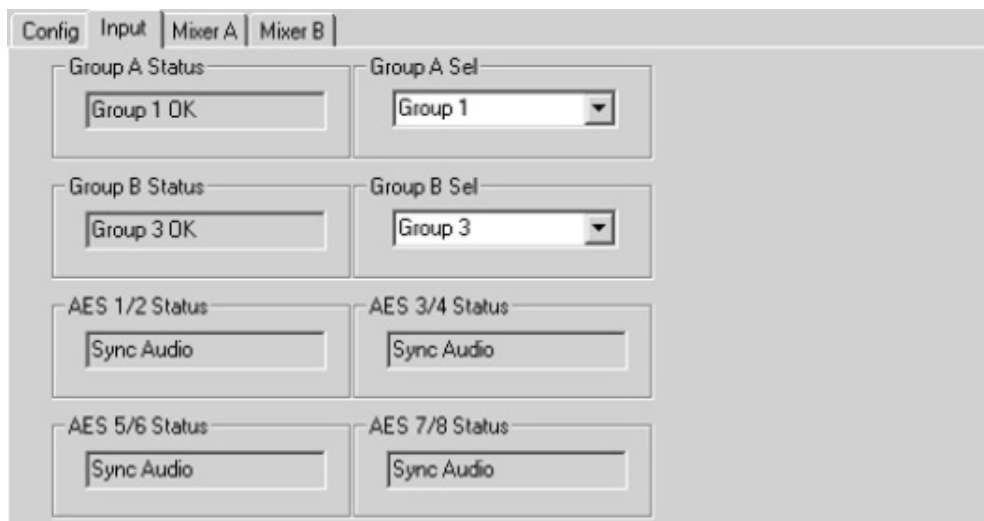 Config Input Mixer A Mixer B
Group A Status Group A Sel
Group 1 OK Group 1
Group B Status Group B Sel
Group 3 OK Group 3
AES 1/2 Status AES 3/4 Status
Sync Audio Sync Audio
AES 5/6 Status AES 7/8 Status
Sync Audio Sync Audio